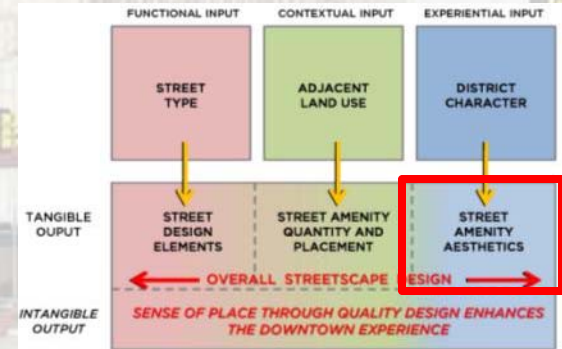 FUNCTIONAL INPUT
CONTEXTUAL INPUT
EXPERIENTIAL INPUT
STREET
TYPE
ADJACENT
LAND USE
DISTRICT
CHARACTER
TANGIBLE
OUPUT
STREET
DESIGN
ELEMENTS
STREET AMENITY
QUANTITY AND
PLACEMENT
STREET
AMENITY
AESTHETICS
OVERALL STREETSCAPE DESIGN
INTANGIBLE
OUTPUT
SENSE OF PLACE THROUGH QUALITY DESIGN ENHANCES
THE DOWNTOWN EXPERIENCE